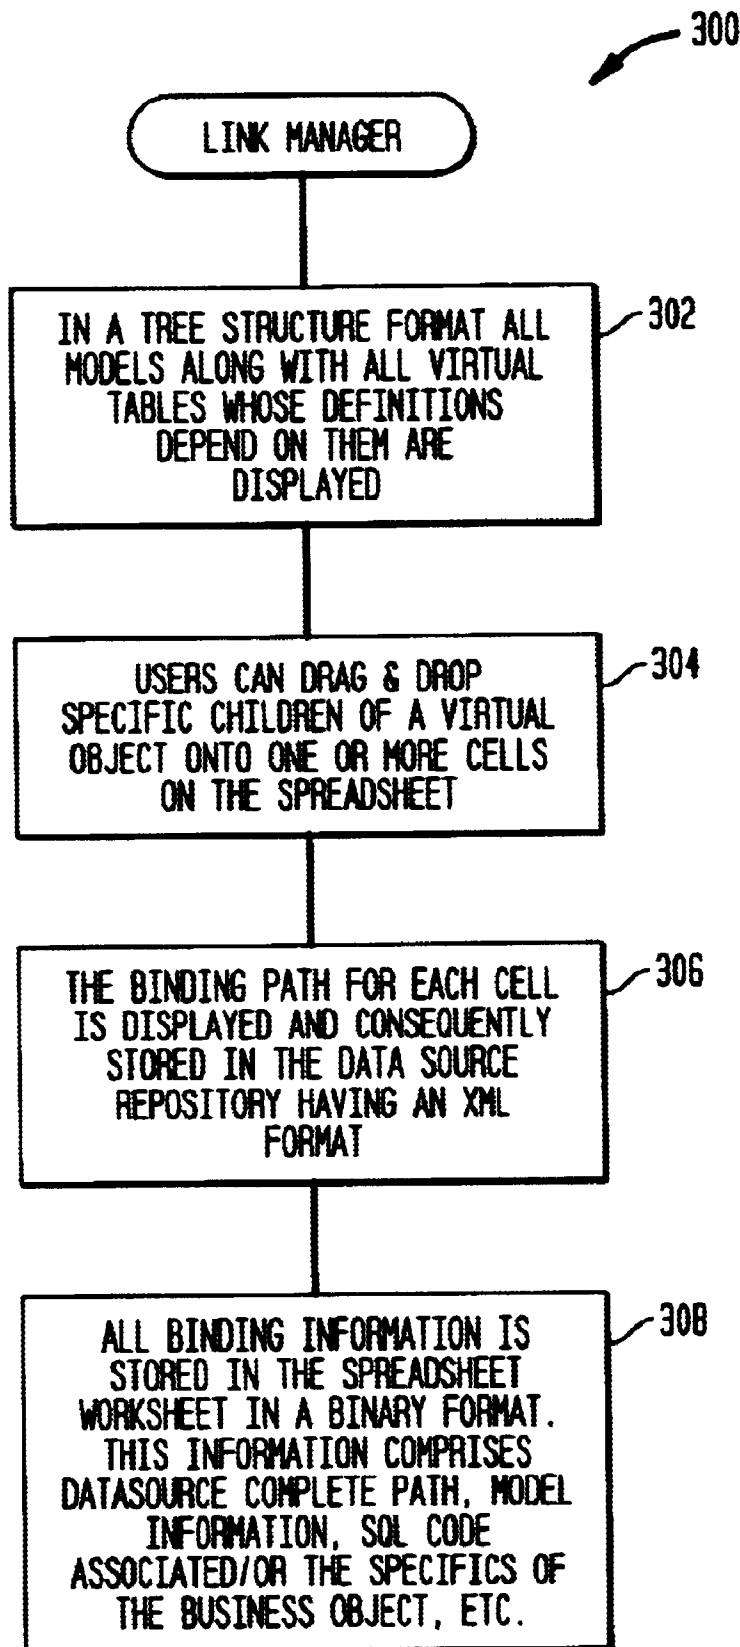 300
LINK MANAGER
302
IN A TREE STRUCTURE FORMAT ALL
MODELS ALONG WITH ALL VIRTUAL
TABLES WHOSE DEFINITIONS
DEPEND ON THEM ARE
DISPLAYED
304
USERS CAN DRAG & DROP
SPECIFIC CHILDREN OF A VIRTUAL
OBJECT ONTO ONE OR MORE CELLS
ON THE SPREADSHEET
306
THE BINDING PATH FOR EACH CELL
IS DISPLAYED AND CONSEQUENTLY
STORED IN THE DATA SOURCE
REPOSITORY HAVING AN XML
FORMAT
308
ALL BINDING INFORMATION IS
STORED IN THE SPREADSHEET
WORKSHEET IN A BINARY FORMAT.
THIS INFORMATION COMPRISES
DATASOURCE COMPLETE PATH, MODEL
INFORMATION, SQL CODE
ASSOCIATED/OR THE SPECIFICS OF
THE BUSINESS OBJECT, ETC.